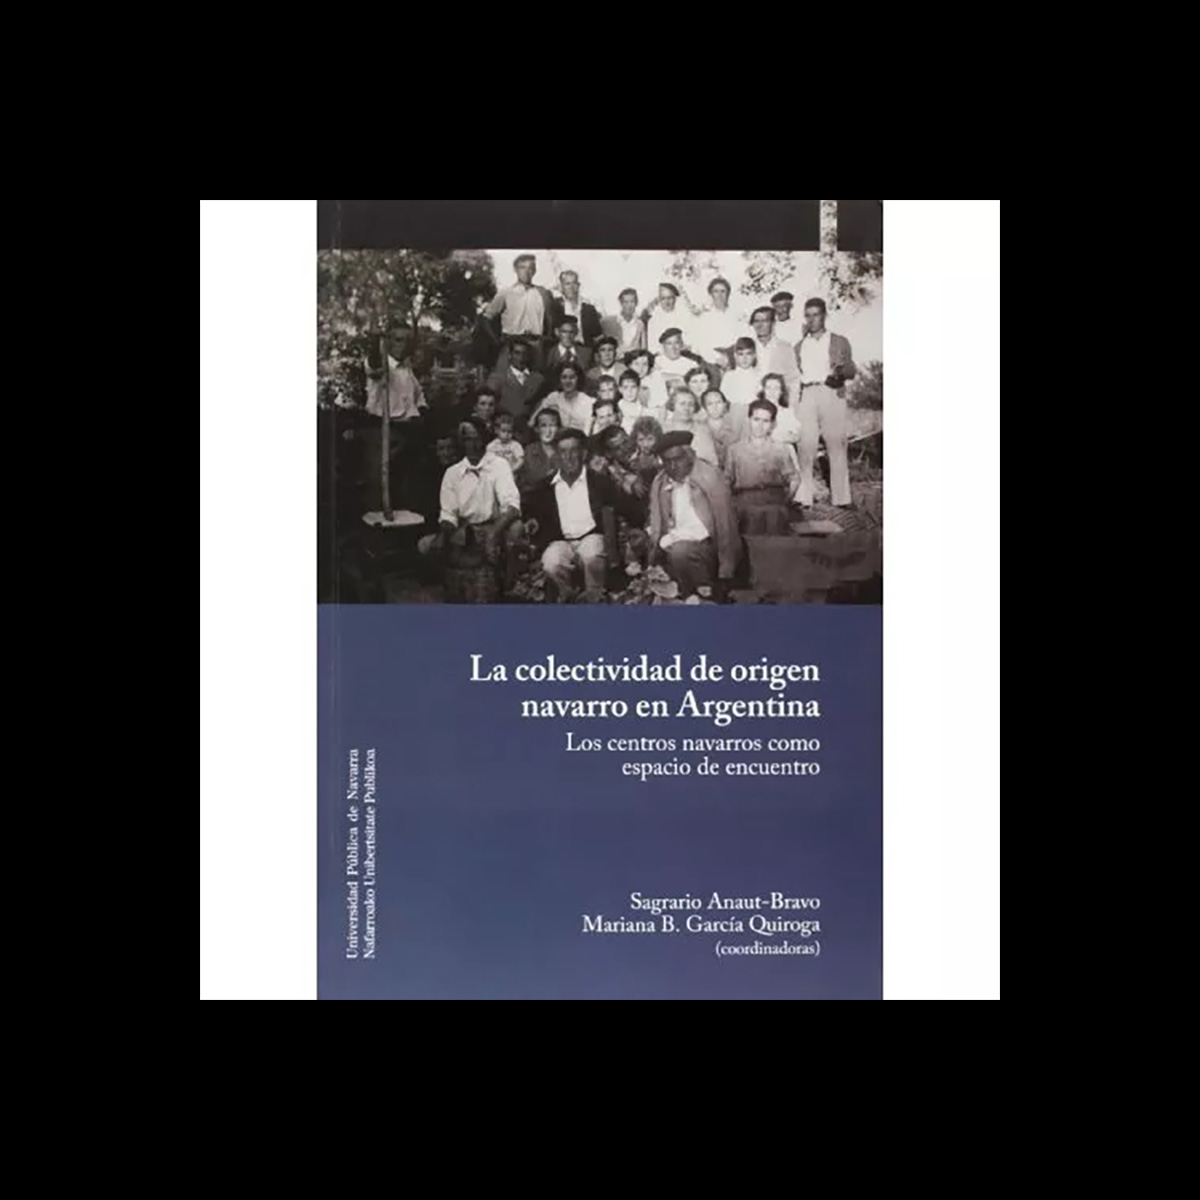 La colectividad de origen
navarro en Argentina
Los centros navarros como
espacio de encuentro
Universidad Pública de Navarra
Nafarroako Unibertsitate Publikoa
Sagrario Anaut-Bravo
Mariana B. García Quiroga
(coordinadoras)